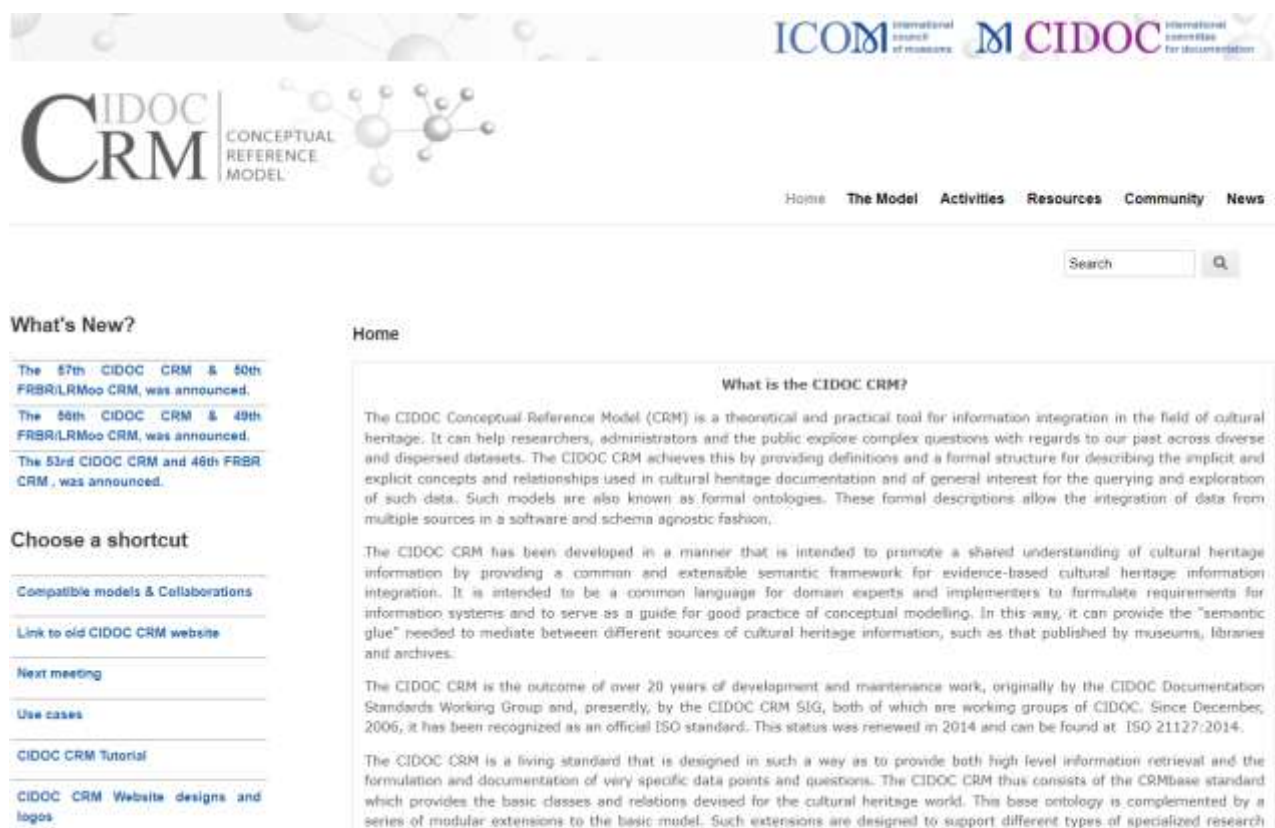 ICOM international council of museums CIDOC international committee for documentation
CIDOC CRM CONCEPTUAL REFERENCE MODEL
Home The Model Activities Resources Community News
Search
What's New?
The 57th CIDOC CRM & 50th
FRBR/LRMoo CRM, was announced.
The 56th CIDOC CRM & 49th
FRBR/LRMoo CRM, was announced.
The 53rd CIDOC CRM and 46th FRBR
CRM , was announced.
Choose a shortcut
Compatible models & Collaborations
Link to old CIDOC CRM website
Next meeting
Use cases
CIDOC CRM Tutorial
CIDOC CRM Website designs and
logos
Home
What is the CIDOC CRM?
The CIDOC Conceptual Reference Model (CRM) is a theoretical and practical tool for information integration in the field of cultural
heritage. It can help researchers, administrators and the public explore complex questions with regards to our past across diverse
and dispersed datasets. The CIDOC CRM achieves this by providing definitions and a formal structure for describing the implicit and
explicit concepts and relationships used in cultural heritage documentation and of general interest for the querying and exploration
of such data. Such models are also known as formal ontologies. These formal descriptions allow the integration of data from
multiple sources in a software and schema agnostic fashion.
The CIDOC CRM has been developed in a manner that is intended to promote a shared understanding of cultural heritage
information by providing a common and extensible semantic framework for evidence-based cultural heritage information
integration. It is intended to be a common language for domain experts and implementers to formulate requirements for
information systems and to serve as a guide for good practice of conceptual modelling. In this way, it can provide the "semantic
glue" needed to mediate between different sources of cultural heritage information, such as that published by museums, libraries
and archives.
The CIDOC CRM is the outcome of over 20 years of development and maintenance work, originally by the CIDOC Documentation
Standards Working Group and, presently, by the CIDOC CRM SIG, both of which are working groups of CIDOC. Since December,
2006, it has been recognized as an official ISO standard. This status was renewed in 2014 and can be found at ISO 21127:2014.
The CIDOC CRM is a living standard that is designed in such a way as to provide both high level information retrieval and the
formulation and documentation of very specific data points and questions. The CIDOC CRM thus consists of the CRMbase standard
which provides the basic classes and relations devised for the cultural heritage world. This base ontology is complemented by a
series of modular extensions to the basic model. Such extensions are designed to support different types of specialized research